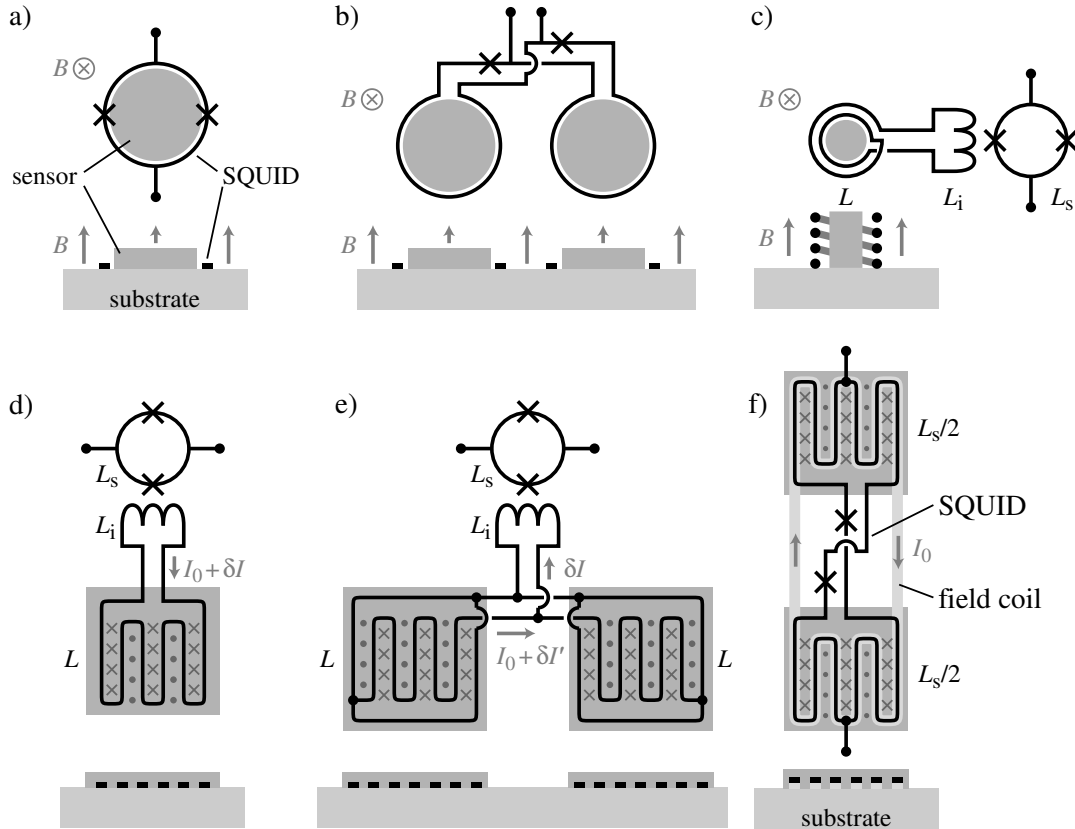 a)
B ⊗
sensor
SQUID
B
substrate
b)
B ⊗
B
c)
B ⊗
L
Li
Ls
B
d)
Ls
Li
I0 + δI
L
e)
Ls
Li
δI
I0 + δI'
L
L
f)
Ls/2
SQUID
I0
field coil
Ls/2
substrate